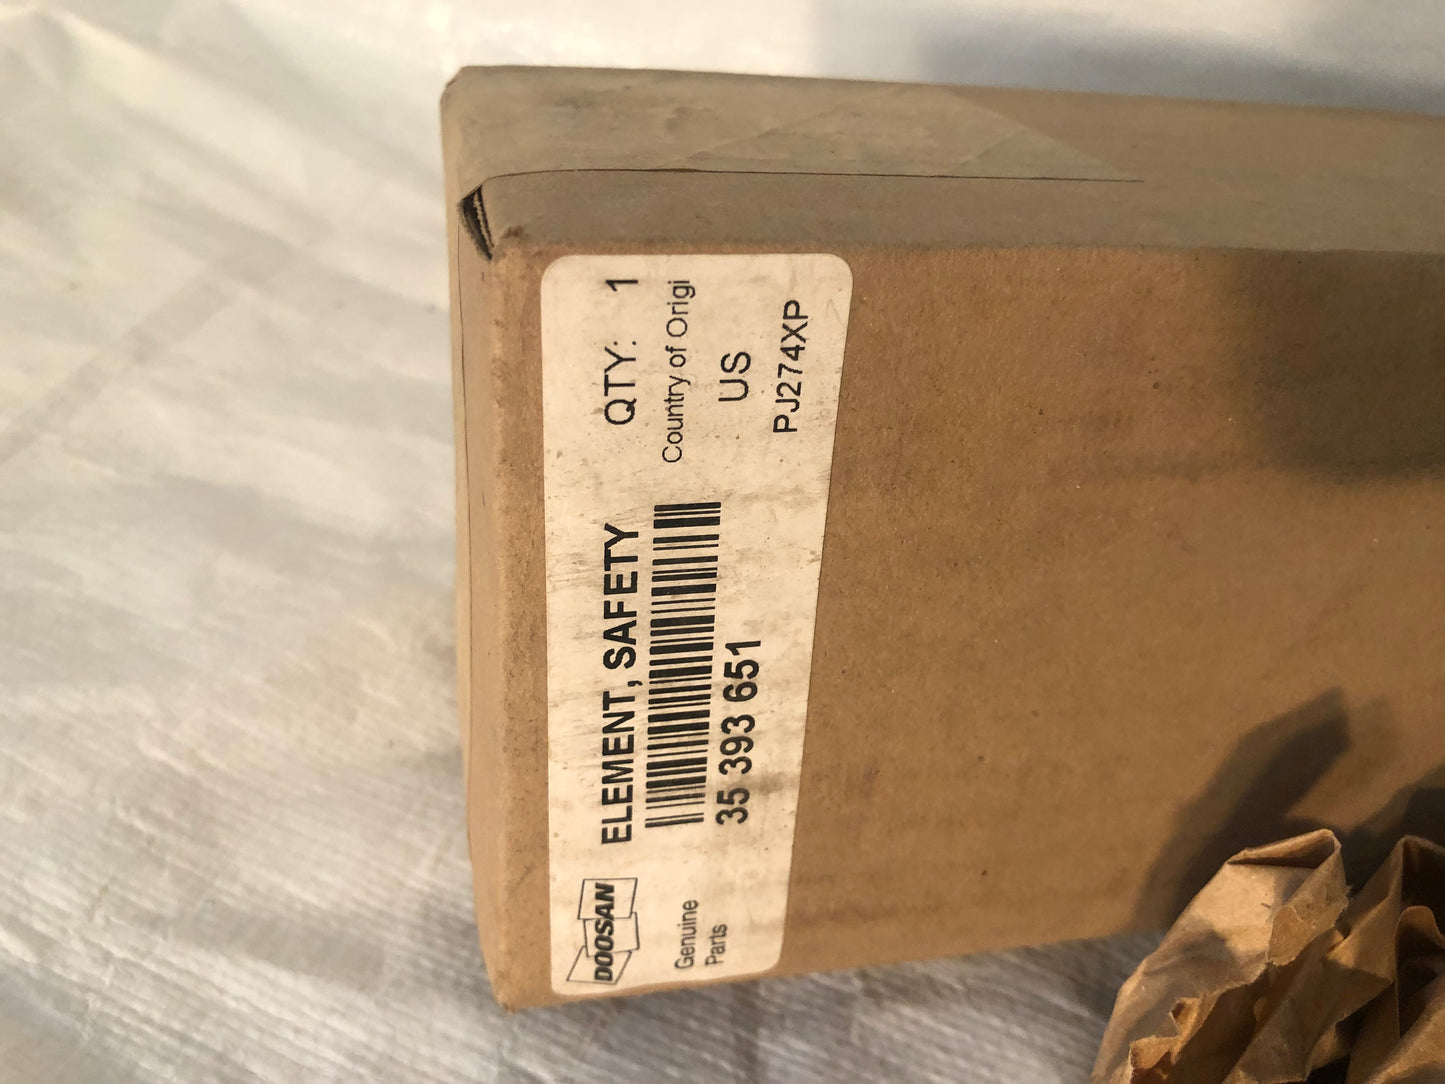 DOOSAN
Genuine
Parts
ELEMENT, SAFETY
35 393 651
QTY: 1
Country of Origi
US
PJ274XP